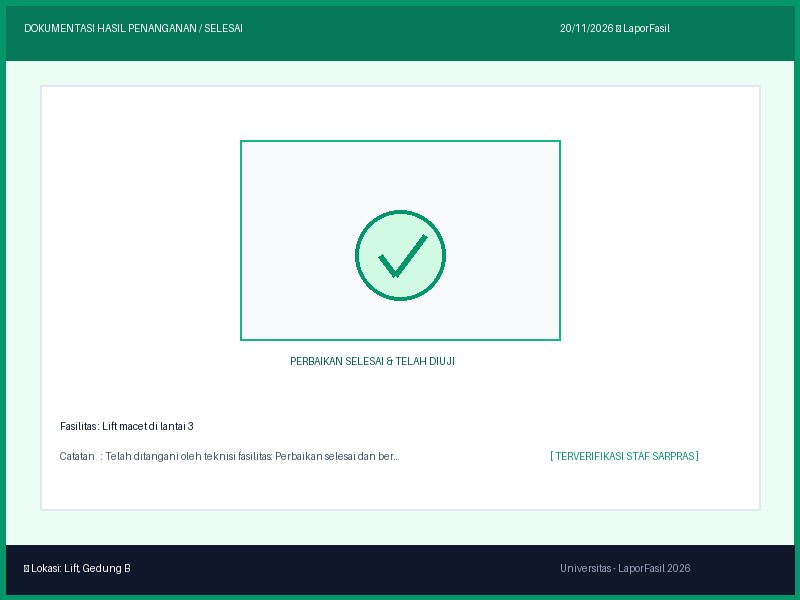 DOKUMENTASI HASIL PENANGANAN / SELESAI
20/11/2026 LaporFasil
PERBAIKAN SELESAI & TELAH DIUJI
Fasilitas : Lift macet di lantai 3
Catatan : Telah ditangani oleh teknisi fasilitas: Perbaikan selesai dan ber...
[ TERVERIFIKASI STAF SARPRAS ]
Lokasi: Lift, Gedung B
Universitas - LaporFasil 2026